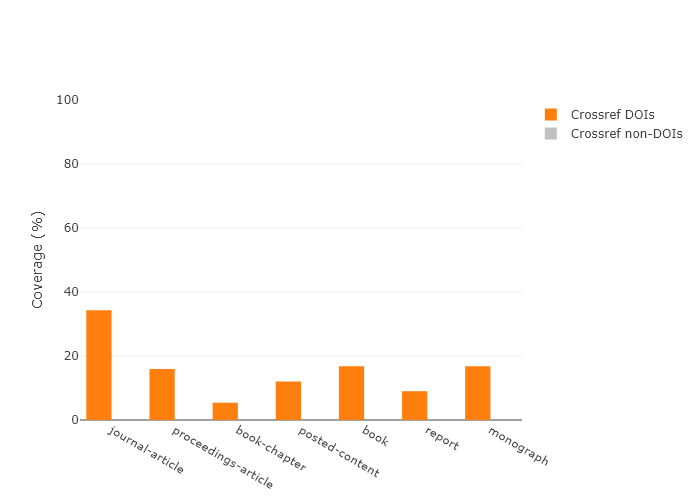 100
80
60
40
20
0
Coverage (%)
journal-article
proceedings-article
book-chapter
posted-content
book
report
monograph
Crossref DOIs
Crossref non-DOIs